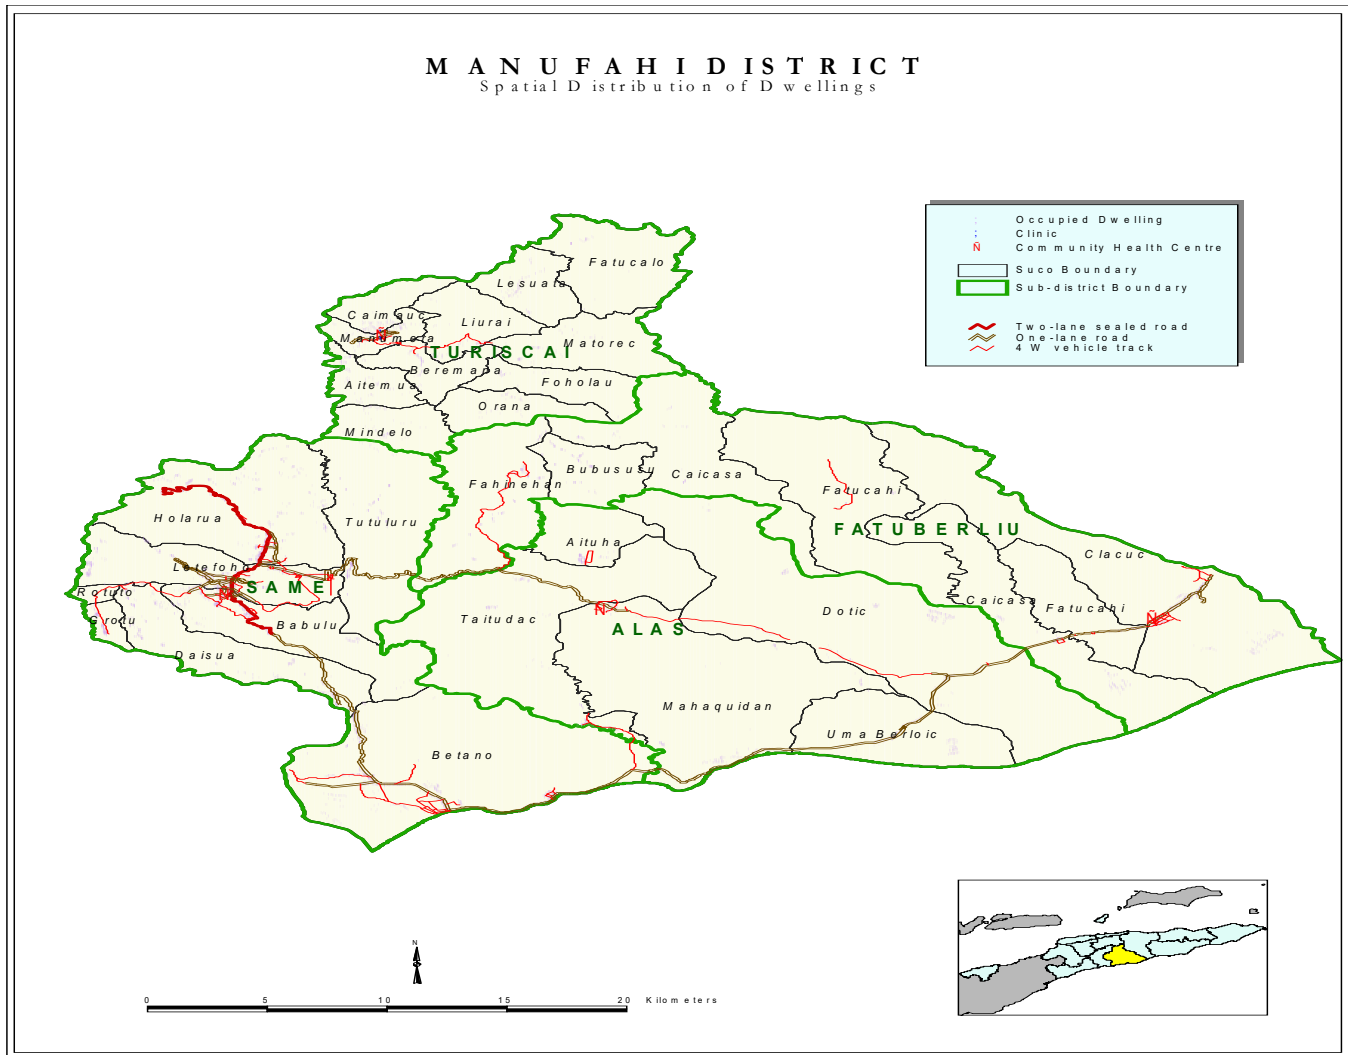 MANUFAHI DISTRICT
Spatial Distribution of Dwellings
Occupied Dwelling
Clinic
Ñ Community Health Centre
Suco Boundary
Sub-district Boundary
Two-lane sealed road
One-lane road
4 W vehicle track
Fatucalo
Lesuata
Caimauc
Liurai
Ñ
Manumera
Matorec
TURISCAI
Beremana
Aitemua
Foholau
Orana
Mindelo
Bubususu
Caicasa
Fahinehan
Fatucahi
Holarua
Tutuluru
FATUBERLIU
Aituha
Clacuc
Letefoho
SAME
Rotuto
Ñ
Caicasa
Fatucahi
Ñ
Dotic
Grotu
Babulu
Taitudac
Ñ
ALAS
Daisua
Mahaquidan
Uma Berloic
Betano
N
0 5 10 15 20 Kilometers